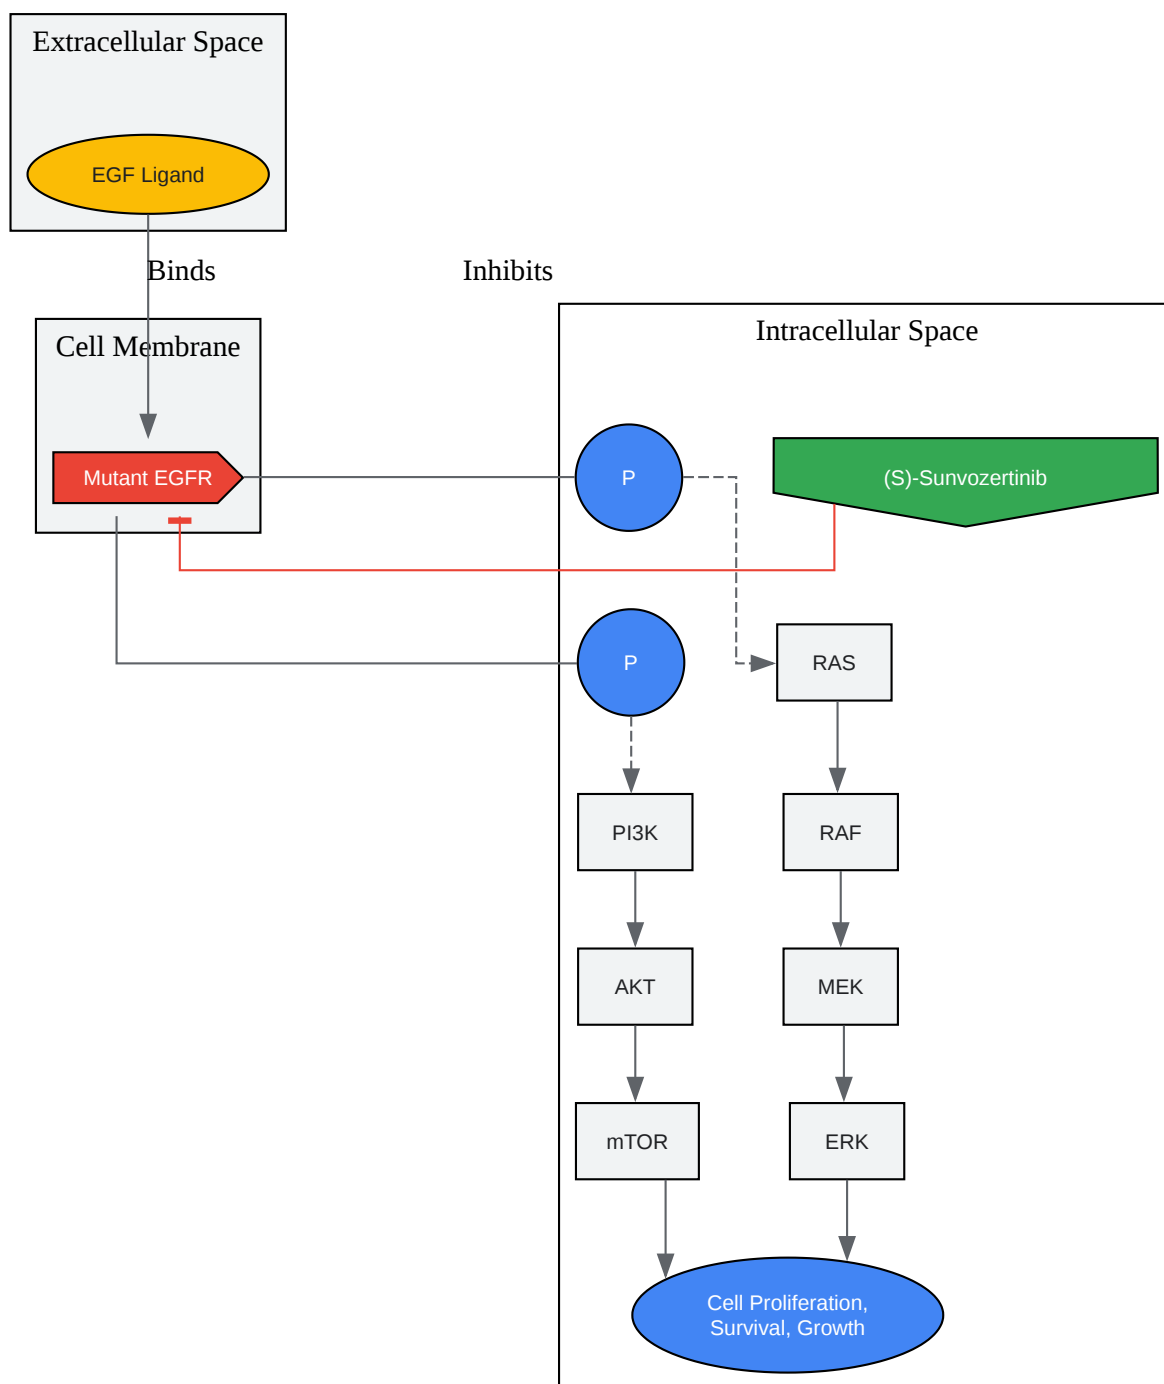 Extracellular Space
EGF Ligand
Binds
Inhibits
Cell Membrane
Intracellular Space
Mutant EGFR
P
(S)-Sunvozertinib
P
RAS
PI3K
RAF
AKT
MEK
mTOR
ERK
Cell Proliferation,
Survival, Growth